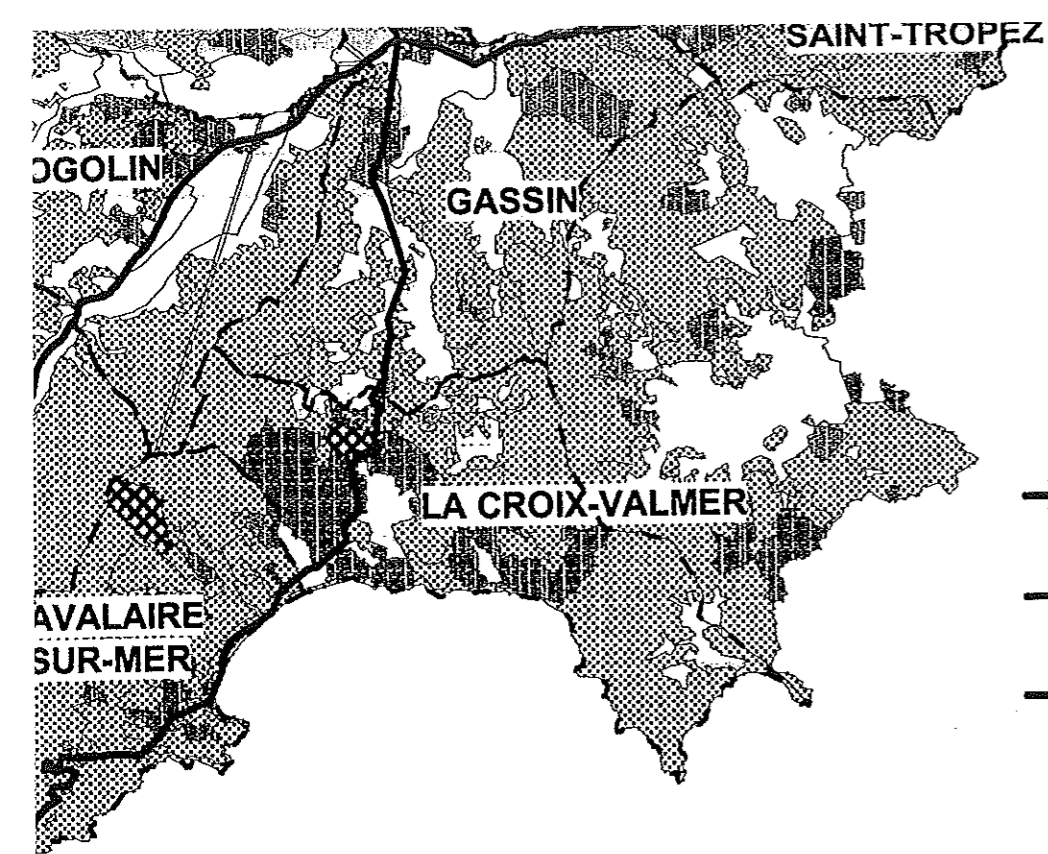 SAINT-TROPEZ
OGOLIN
GASSIN
LA CROIX-VALMER
AVALAIRE
SUR-MER